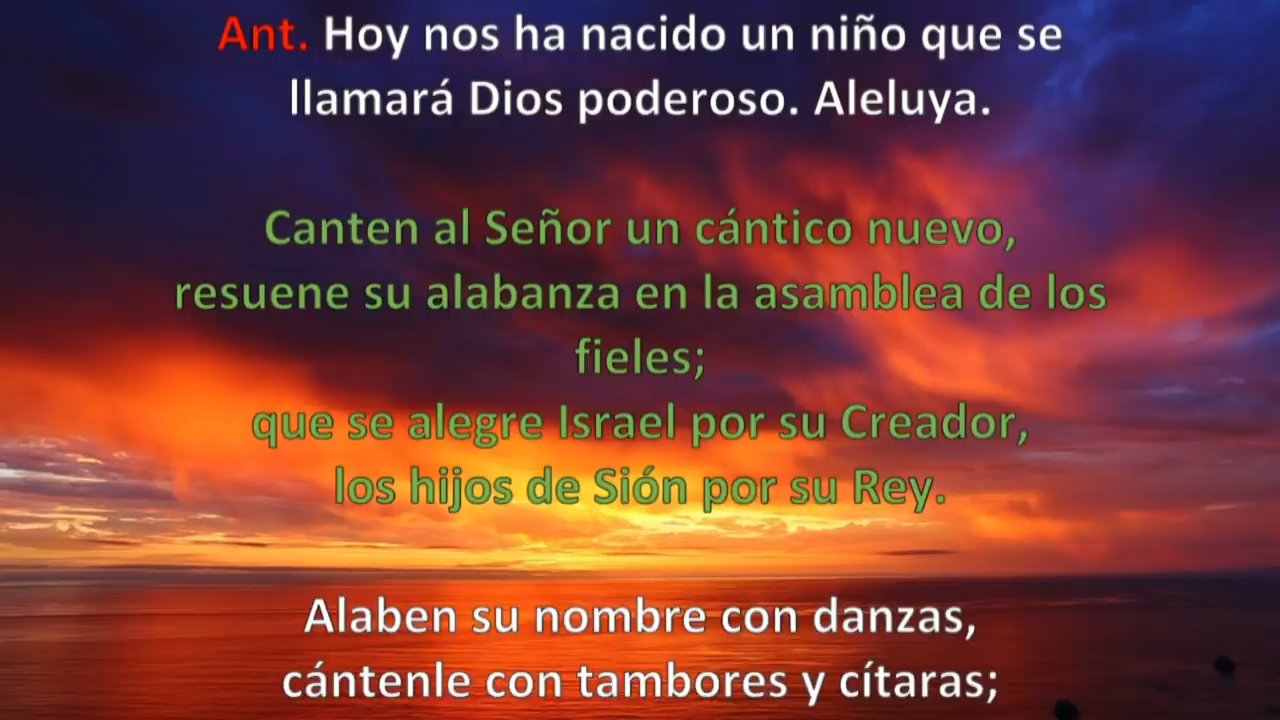 Ant. Hoy nos ha nacido un niño que se
llamará Dios poderoso. Aleluya.
Canten al Señor un cántico nuevo,
resuene su alabanza en la asamblea de los
fieles;
que se alegre Israel por su Creador,
los hijos de Sión por su Rey.
Alaben su nombre con danzas,
cántenle con tambores y cítaras;